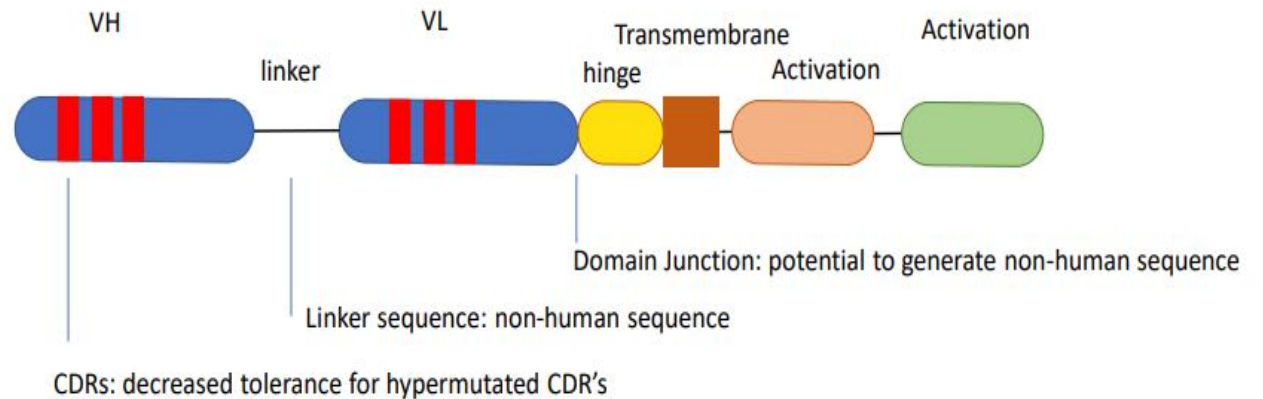 VH
VL
Transmembrane
Activation
linker
hinge
Activation
Domain Junction: potential to generate non-human sequence
Linker sequence: non-human sequence
CDRs: decreased tolerance for hypermutated CDR's